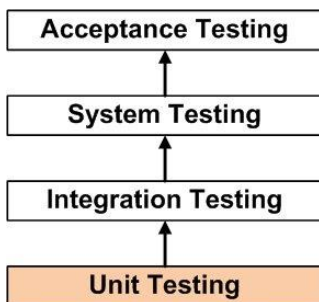 Acceptance Testing
System Testing
Integration Testing
Unit Testing